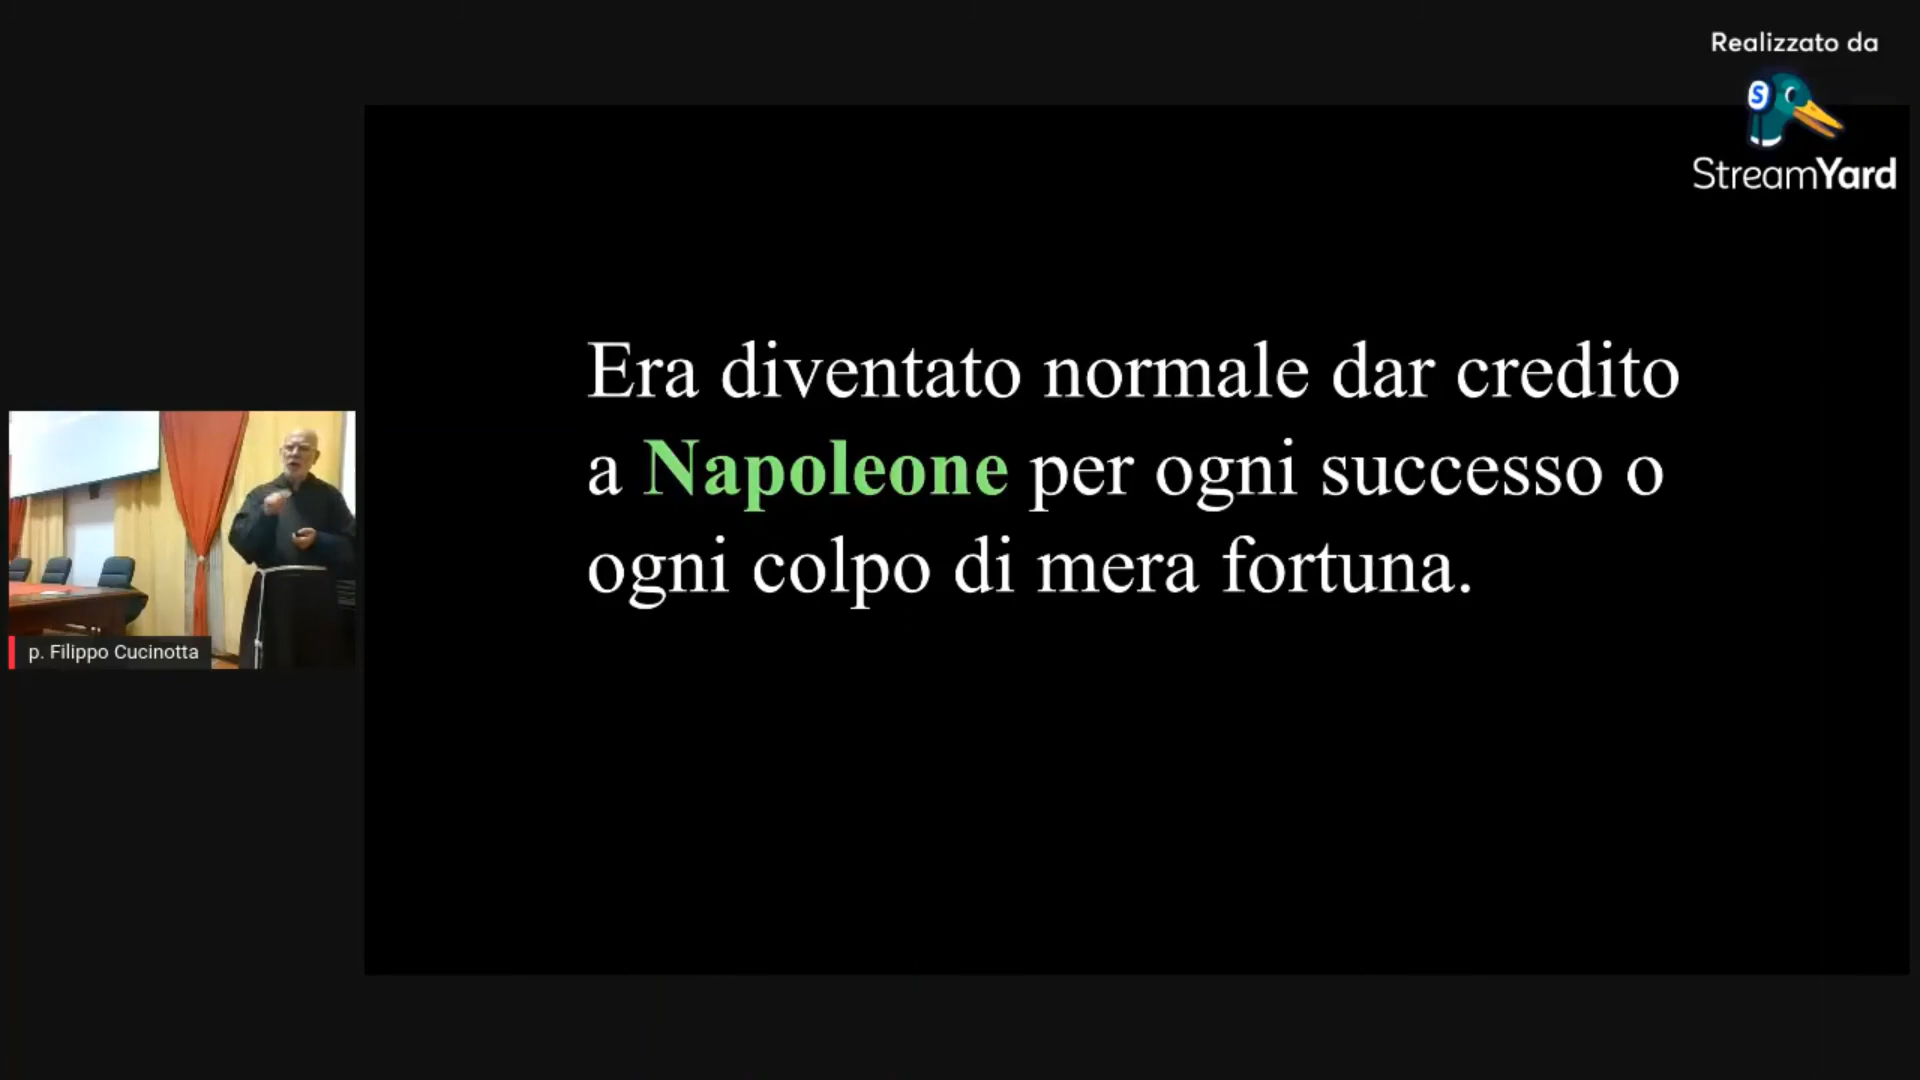 Realizzato da
S
StreamYard
Era diventato normale dar credito
a Napoleone per ogni successo o
ogni colpo di mera fortuna.
p. Filippo Cucinotta